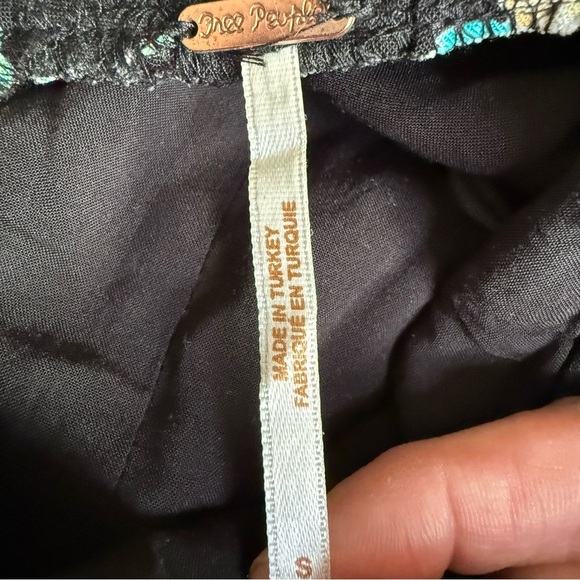 Free People
MADE IN TURKEY
FABRIQUÉ EN TURQUIE
S